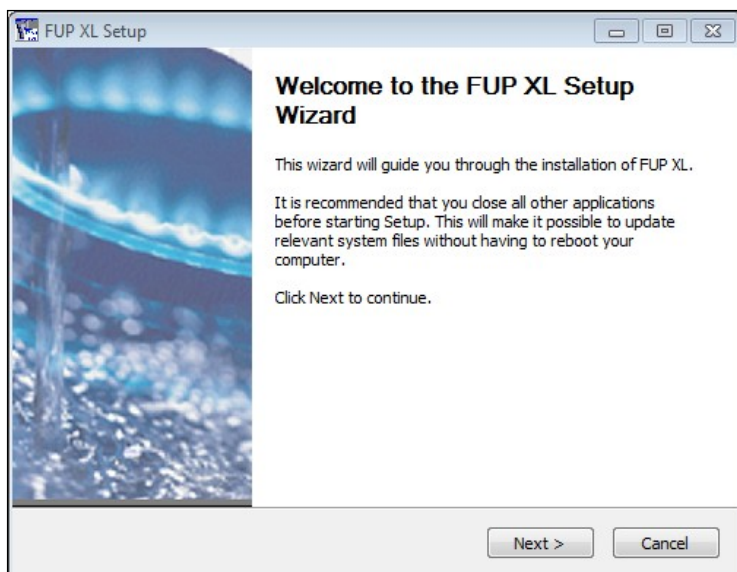 FUP XL Setup
Welcome to the FUP XL Setup
Wizard
This wizard will guide you through the installation of FUP XL.
It is recommended that you close all other applications
before starting Setup. This will make it possible to update
relevant system files without having to reboot your
computer.
Click Next to continue.
Next >
Cancel